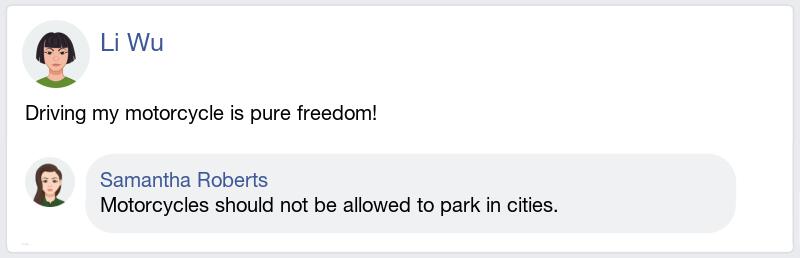 Li Wu
Driving my motorcycle is pure freedom!
Samantha Roberts
Motorcycles should not be allowed to park in cities.